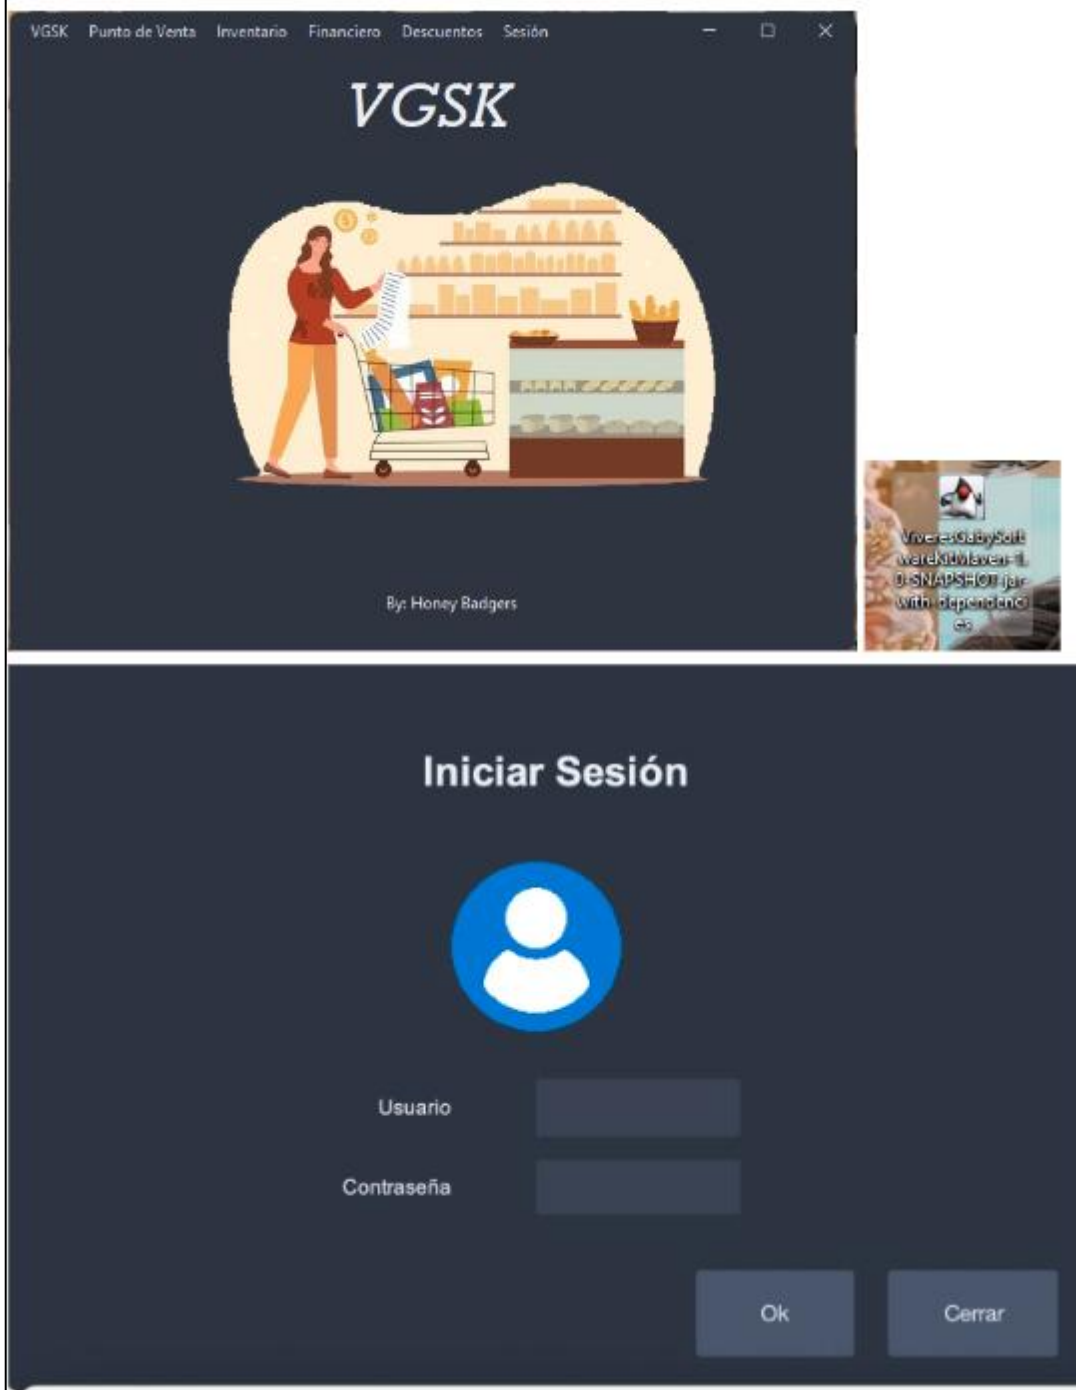 VGSK Punto de Venta Inventario Financiero Descuentos Sesión
VGSK
By: Honey Badgers
ViveresGabySoft
wareKitMaven-1.
0-SNAPSHOT-jar-
with-dependenci
es
Iniciar Sesión
Usuario
Contraseña
Ok
Cerrar